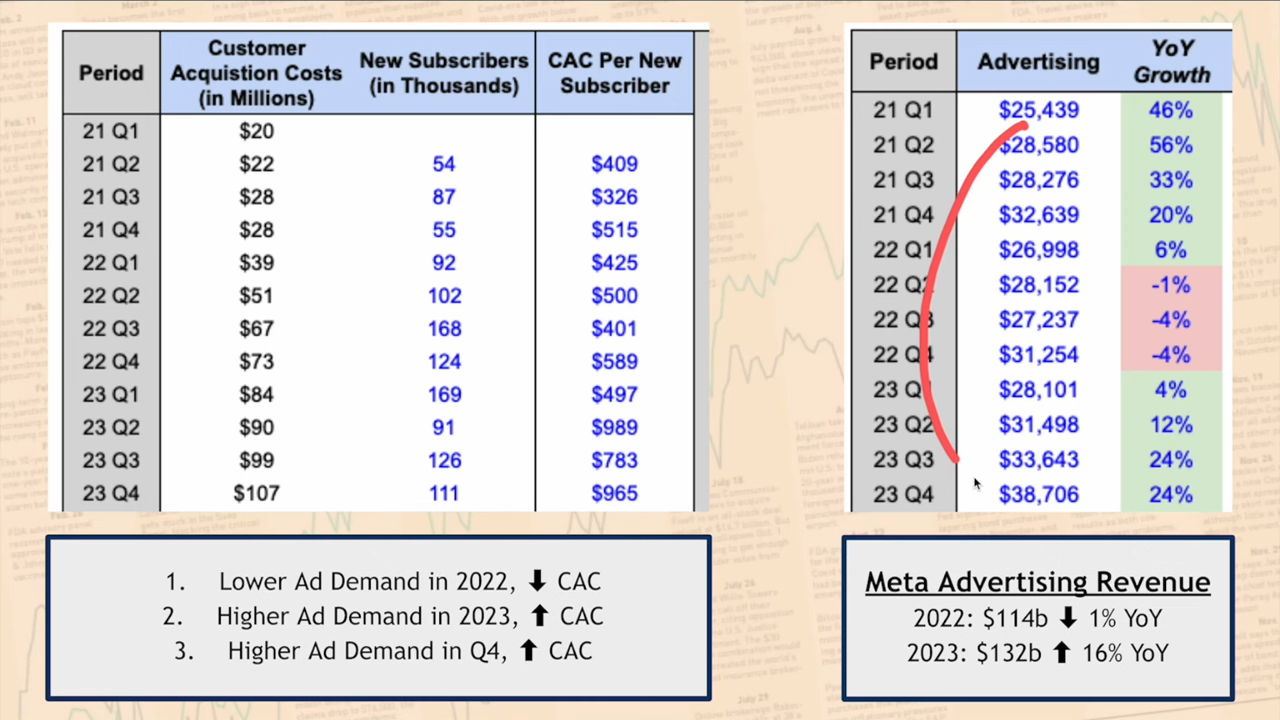 Period Customer Acquistion Costs (in Millions) New Subscribers (in Thousands) CAC Per New Subscriber
21 Q1 $20
21 Q2 $22 54 $409
21 Q3 $28 87 $326
21 Q4 $28 55 $515
22 Q1 $39 92 $425
22 Q2 $51 102 $500
22 Q3 $67 168 $401
22 Q4 $73 124 $589
23 Q1 $84 169 $497
23 Q2 $90 91 $989
23 Q3 $99 126 $783
23 Q4 $107 111 $965
1. Lower Ad Demand in 2022, ⬇ CAC
2. Higher Ad Demand in 2023, ⬆ CAC
3. Higher Ad Demand in Q4, ⬆ CAC
Period Advertising YoY Growth
21 Q1 $25,439 46%
21 Q2 $28,580 56%
21 Q3 $28,276 33%
21 Q4 $32,639 20%
22 Q1 $26,998 6%
22 Q2 $28,152 -1%
22 Q3 $27,237 -4%
22 Q4 $31,254 -4%
23 Q1 $28,101 4%
23 Q2 $31,498 12%
23 Q3 $33,643 24%
23 Q4 $38,706 24%
Meta Advertising Revenue
2022: $114b ⬇ 1% YoY
2023: $132b ⬆ 16% YoY